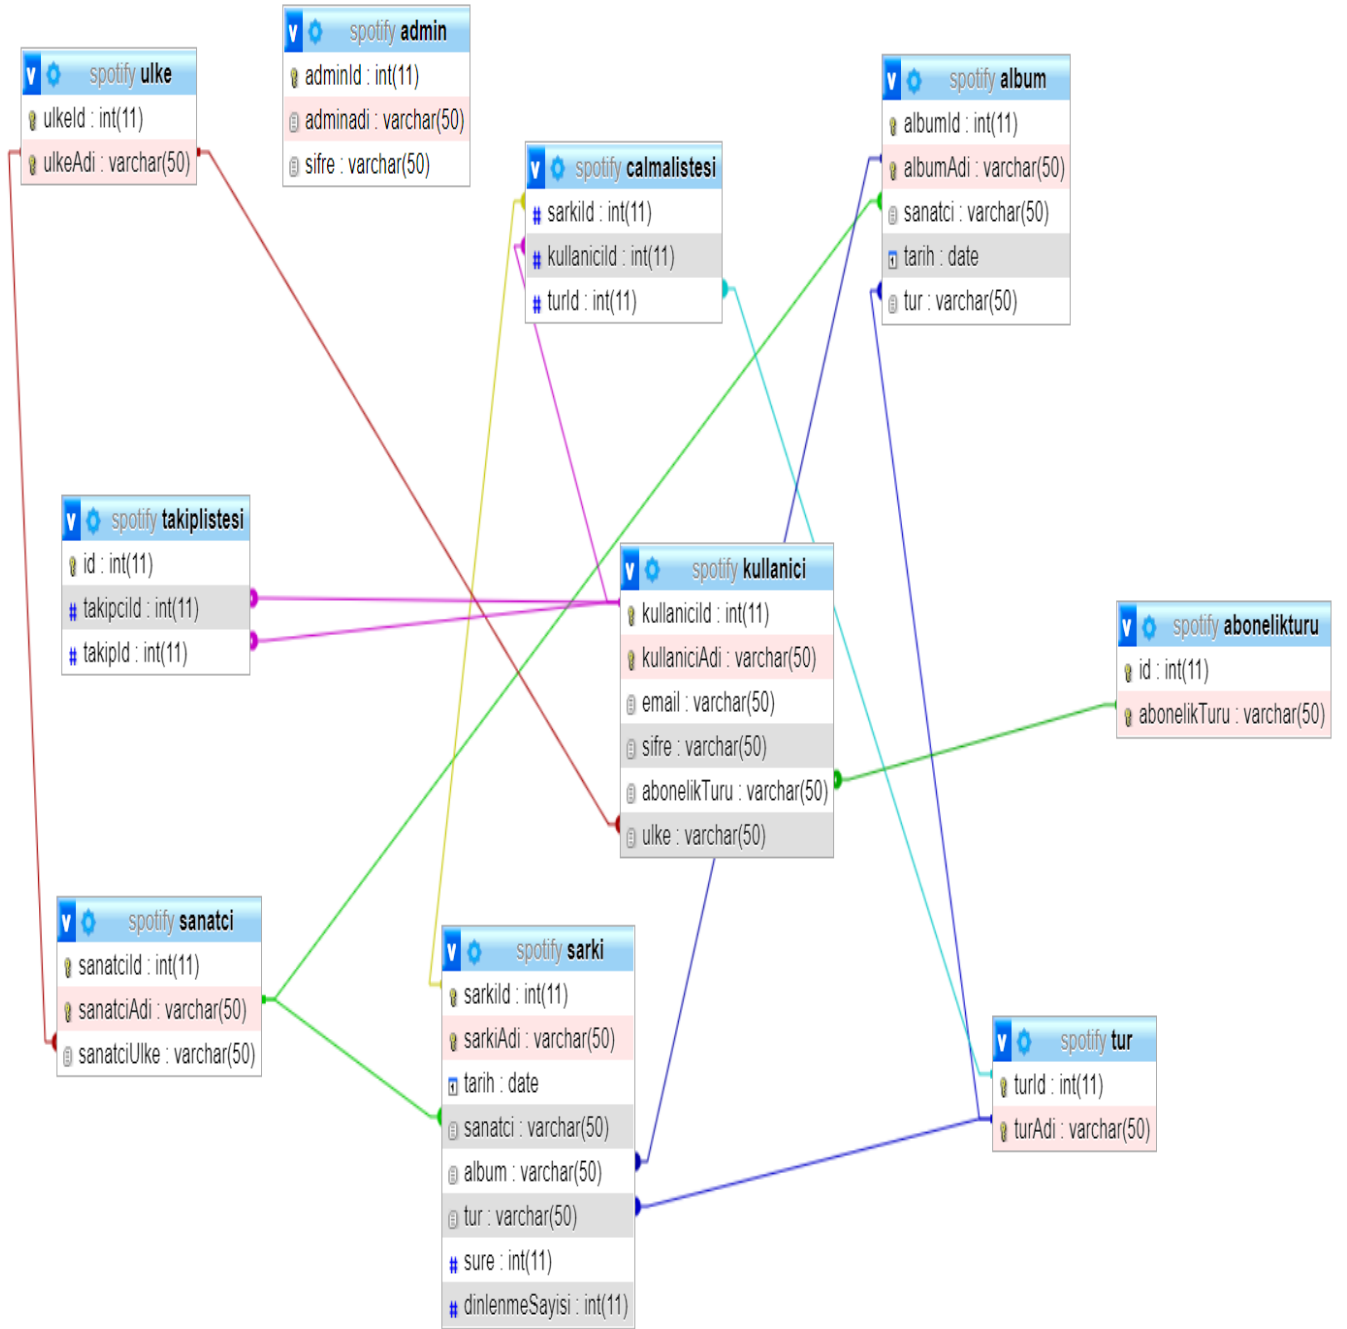 spotify ulke
ulkeId : int(11)
ulkeAdi : varchar(50)
spotify admin
adminId : int(11)
adminadi : varchar(50)
sifre : varchar(50)
spotify calmalistesi
sarkiId : int(11)
kullaniciId : int(11)
turId : int(11)
spotify album
albumId : int(11)
albumAdi : varchar(50)
sanatci : varchar(50)
tarih : date
tur : varchar(50)
spotify takiplistesi
id : int(11)
takipciId : int(11)
takipId : int(11)
spotify kullanici
kullaniciId : int(11)
kullaniciAdi : varchar(50)
email : varchar(50)
sifre : varchar(50)
abonelikTuru : varchar(50)
ulke : varchar(50)
spotify abonelikturu
id : int(11)
abonelikTuru : varchar(50)
spotify sanatci
sanatciId : int(11)
sanatciAdi : varchar(50)
sanatciUlke : varchar(50)
spotify sarki
sarkiId : int(11)
sarkiAdi : varchar(50)
tarih : date
sanatci : varchar(50)
album : varchar(50)
tur : varchar(50)
sure : int(11)
dinlenmeSayisi : int(11)
spotify tur
turId : int(11)
turAdi : varchar(50)